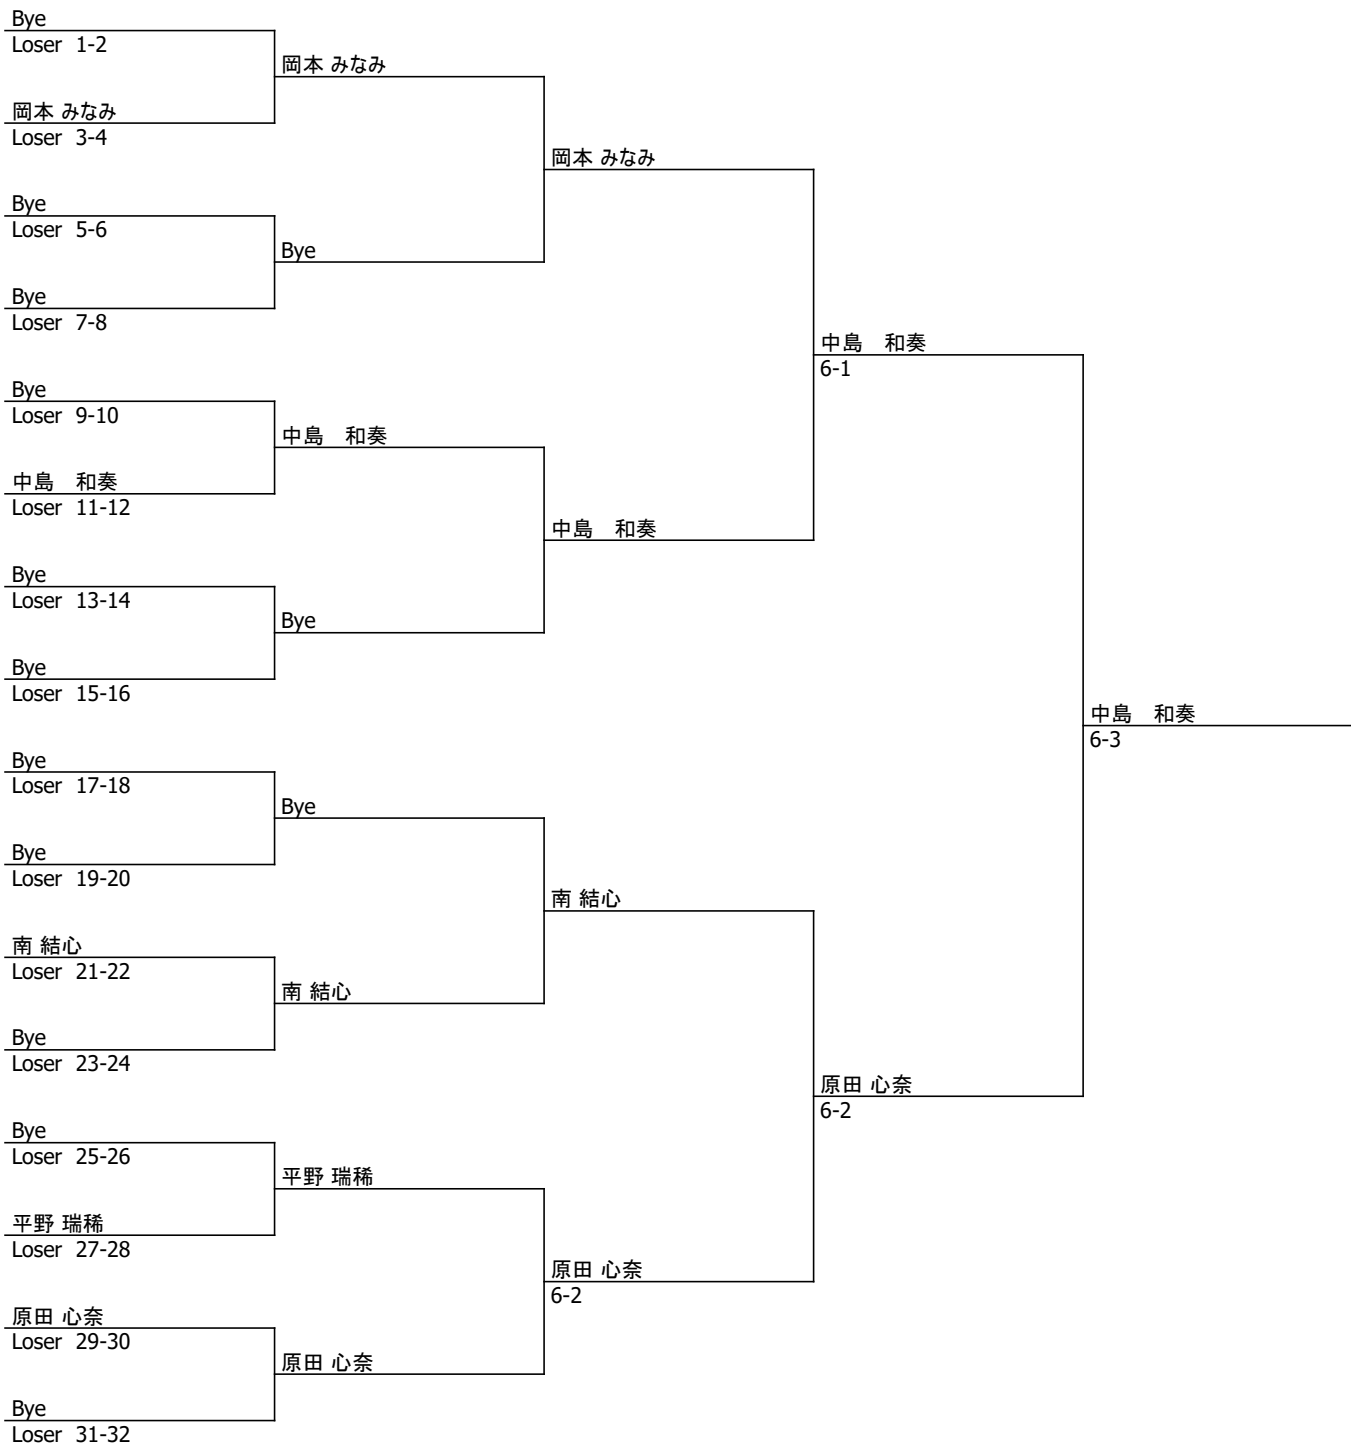 Bye
Loser 1-2
岡本 みなみ
岡本 みなみ
Loser 3-4
岡本 みなみ
Bye
Loser 5-6
Bye
Bye
Loser 7-8
中島　和奏
6-1
Bye
Loser 9-10
中島　和奏
中島　和奏
Loser 11-12
中島　和奏
Bye
Loser 13-14
Bye
Bye
Loser 15-16
中島　和奏
6-3
Bye
Loser 17-18
Bye
Bye
Loser 19-20
南 結心
南 結心
Loser 21-22
南 結心
Bye
Loser 23-24
原田 心奈
6-2
Bye
Loser 25-26
平野 瑞稀
平野 瑞稀
Loser 27-28
原田 心奈
6-2
原田 心奈
Loser 29-30
原田 心奈
Bye
Loser 31-32